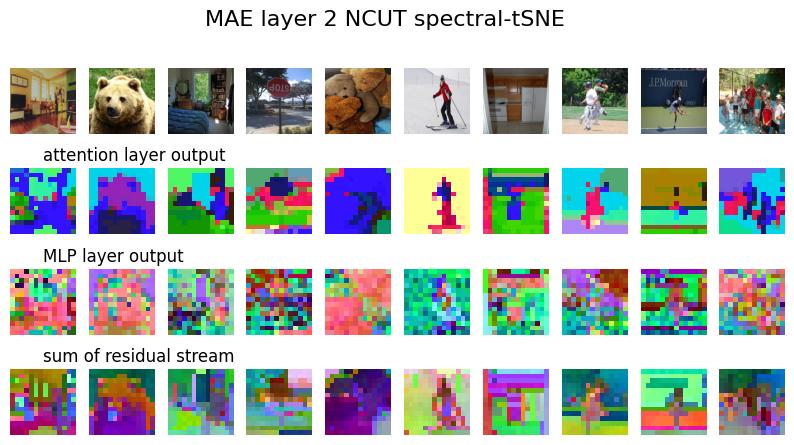 MAE layer 2 NCUT spectral-tSNE
STOP
J.P.Morgan
attention layer output
MLP layer output
sum of residual stream